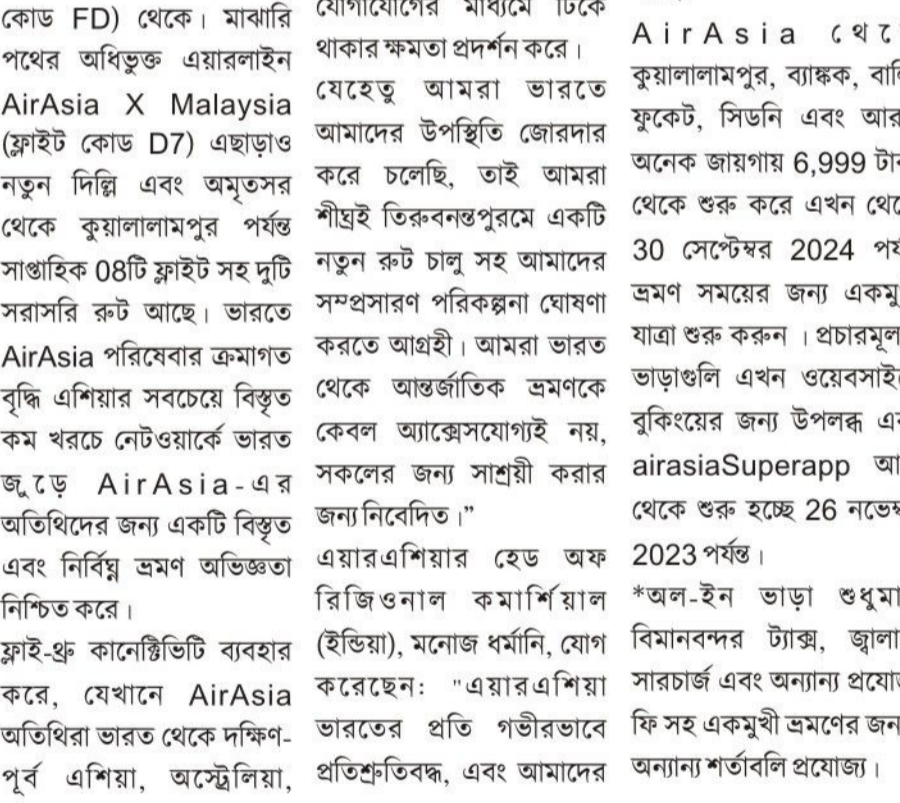 কোড FD) থেকে। মাঝারি
পথের অধিভুক্ত এয়ারলাইন
AirAsia X Malaysia
(ফ্লাইট কোড D7) এছাড়াও
নতুন দিল্লি এবং অমৃতসর
থেকে কুয়ালালামপুর পর্যন্ত
সাপ্তাহিক 08টি ফ্লাইট সহ দুটি
সরাসরি রুট আছে। ভারতে
AirAsia পরিষেবার ক্রমাগত
বৃদ্ধি এশিয়ার সবচেয়ে বিস্তৃত
কম খরচে নেটওয়ার্কে ভারত
জুড়ে AirAsia-এর
অতিথিদের জন্য একটি বিস্তৃত
এবং নির্বিঘ্ন ভ্রমণ অভিজ্ঞতা
নিশ্চিত করে।
ফ্লাই-থ্রু কানেক্টিভিটি ব্যবহার
করে, যেখানে AirAsia
অতিথিরা ভারত থেকে দক্ষিণ-
পূর্ব এশিয়া, অস্ট্রেলিয়া,
যোগাযোগের মাধ্যমে টিকে
থাকার ক্ষমতা প্রদর্শন করে।
যেহেতু আমরা ভারতে
আমাদের উপস্থিতি জোরদার
করে চলেছি, তাই আমরা
শীঘ্রই তিরুবনন্তপুরমে একটি
নতুন রুট চালু সহ আমাদের
সম্প্রসারণ পরিকল্পনা ঘোষণা
করতে আগ্রহী। আমরা ভারত
থেকে আন্তর্জাতিক ভ্রমণকে
কেবল অ্যাক্সেসযোগ্যই নয়,
সকলের জন্য সাশ্রয়ী করার
জন্য নিবেদিত।”
এয়ারএশিয়ার হেড অফ
রিজিওনাল কমার্শিয়াল
(ইন্ডিয়া), মনোজ ধর্মানি, যোগ
করেছেন: "এয়ারএশিয়া
ভারতের প্রতি গভীরভাবে
প্রতিশ্রুতিবদ্ধ, এবং আমাদের
AirAsia
কুয়ালালামপুর, ব্যাঙ্কক,
ফুকেট, সিডনি এবং
অনেক জায়গায় 6,999
থেকে শুরু করে এখন
30 সেপ্টেম্বর 2024
ভ্রমণ সময়ের জন্য
যাত্রা শুরু করুন ।
ভাড়াগুলি এখন
বুকিংয়ের জন্য উপলব্ধ
airasiaSuperapp
থেকে শুরু হচ্ছে 26
2023 পর্যন্ত।
*অল-ইন ভাড়া
বিমানবন্দর ট্যাক্স,
সারচার্জ এবং অন্যান্য
ফি সহ একমুখী ভ্রমণের
অন্যান্য শর্তাবলি প্রযোজ্য।